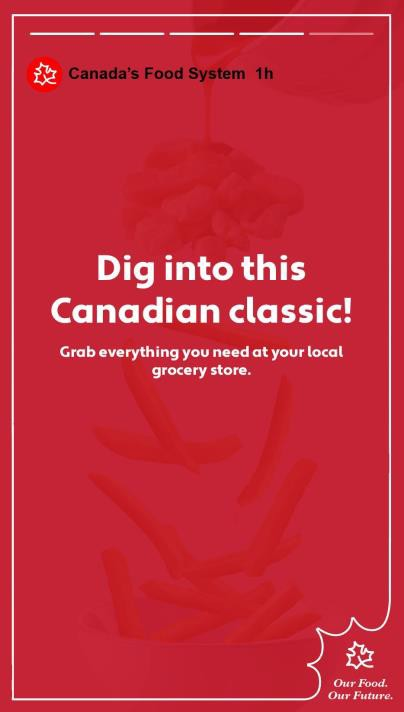 Canada's Food System 1h
Dig into this
Canadian classic!
Grab everything you need at your local
grocery store.
Our Food.
Our Future.